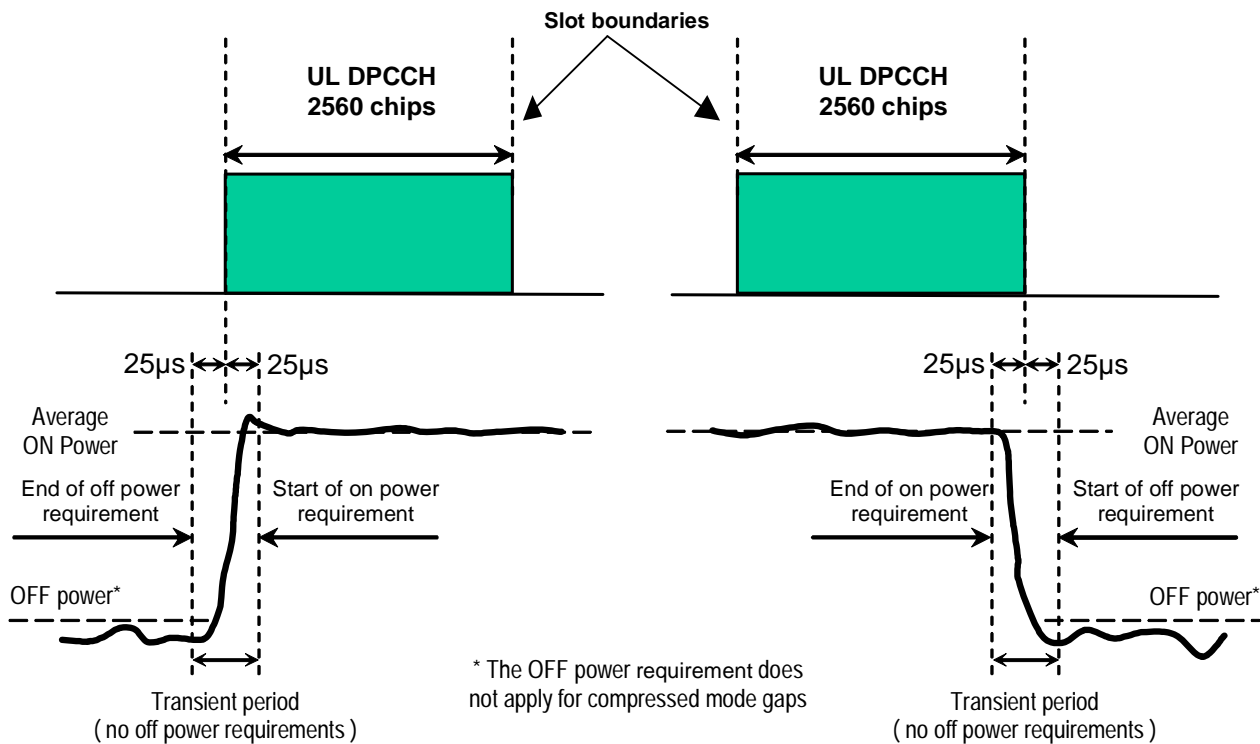 Slot boundaries
UL DPCCH
2560 chips
UL DPCCH
2560 chips
25µs
25µs
25µs
25µs
Average
ON Power
Average
ON Power
End of off power
requirement
Start of on power
requirement
End of on power
requirement
Start of off power
requirement
OFF power*
OFF power*
* The OFF power requirement does
not apply for compressed mode gaps
Transient period
( no off power requirements )
Transient period
( no off power requirements )